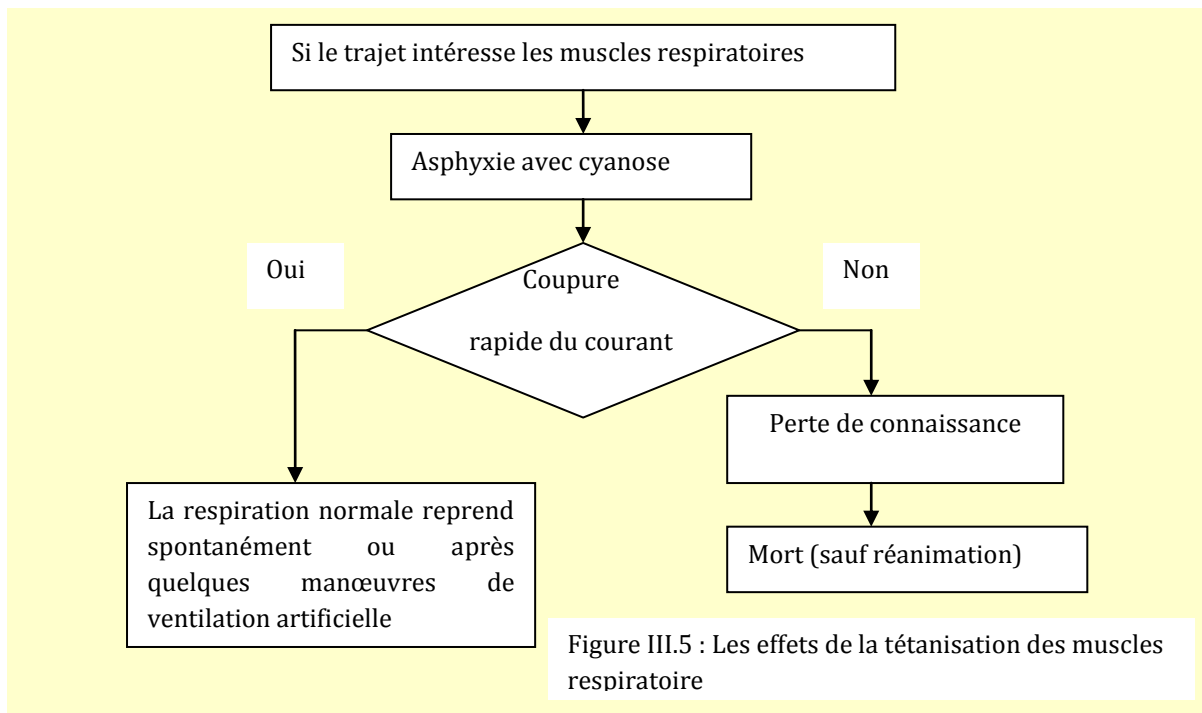 Si le trajet intéresse les muscles respiratoires
Asphyxie avec cyanose
Oui
Non
Coupure
rapide du courant
Perte de connaissance
La respiration normale reprend
spontanément ou après
quelques manœuvres de
ventilation artificielle
Mort (sauf réanimation)
Figure III.5 : Les effets de la tétanisation des muscles
respiratoire